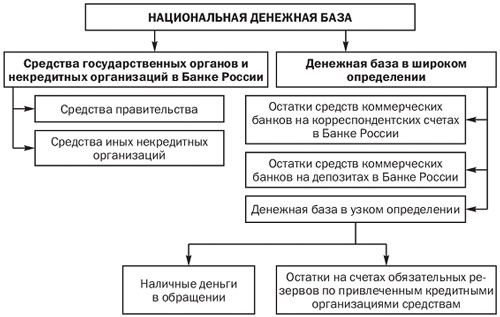 НАЦИОНАЛЬНАЯ ДЕНЕЖНАЯ БАЗА
Средства государственных органов и
некредитных организаций в Банке России
Средства правительства
Средства иных некредитных
организаций
Денежная база в широком
определении
Остатки средств коммерческих
банков на корреспондентских счетах
в Банке России
Остатки средств коммерческих
банков на депозитах в Банке России
Денежная база в узком определении
Наличные деньги
в обращении
Остатки на счетах обязательных ре-
зервов по привлеченным кредитными
организациями средствам